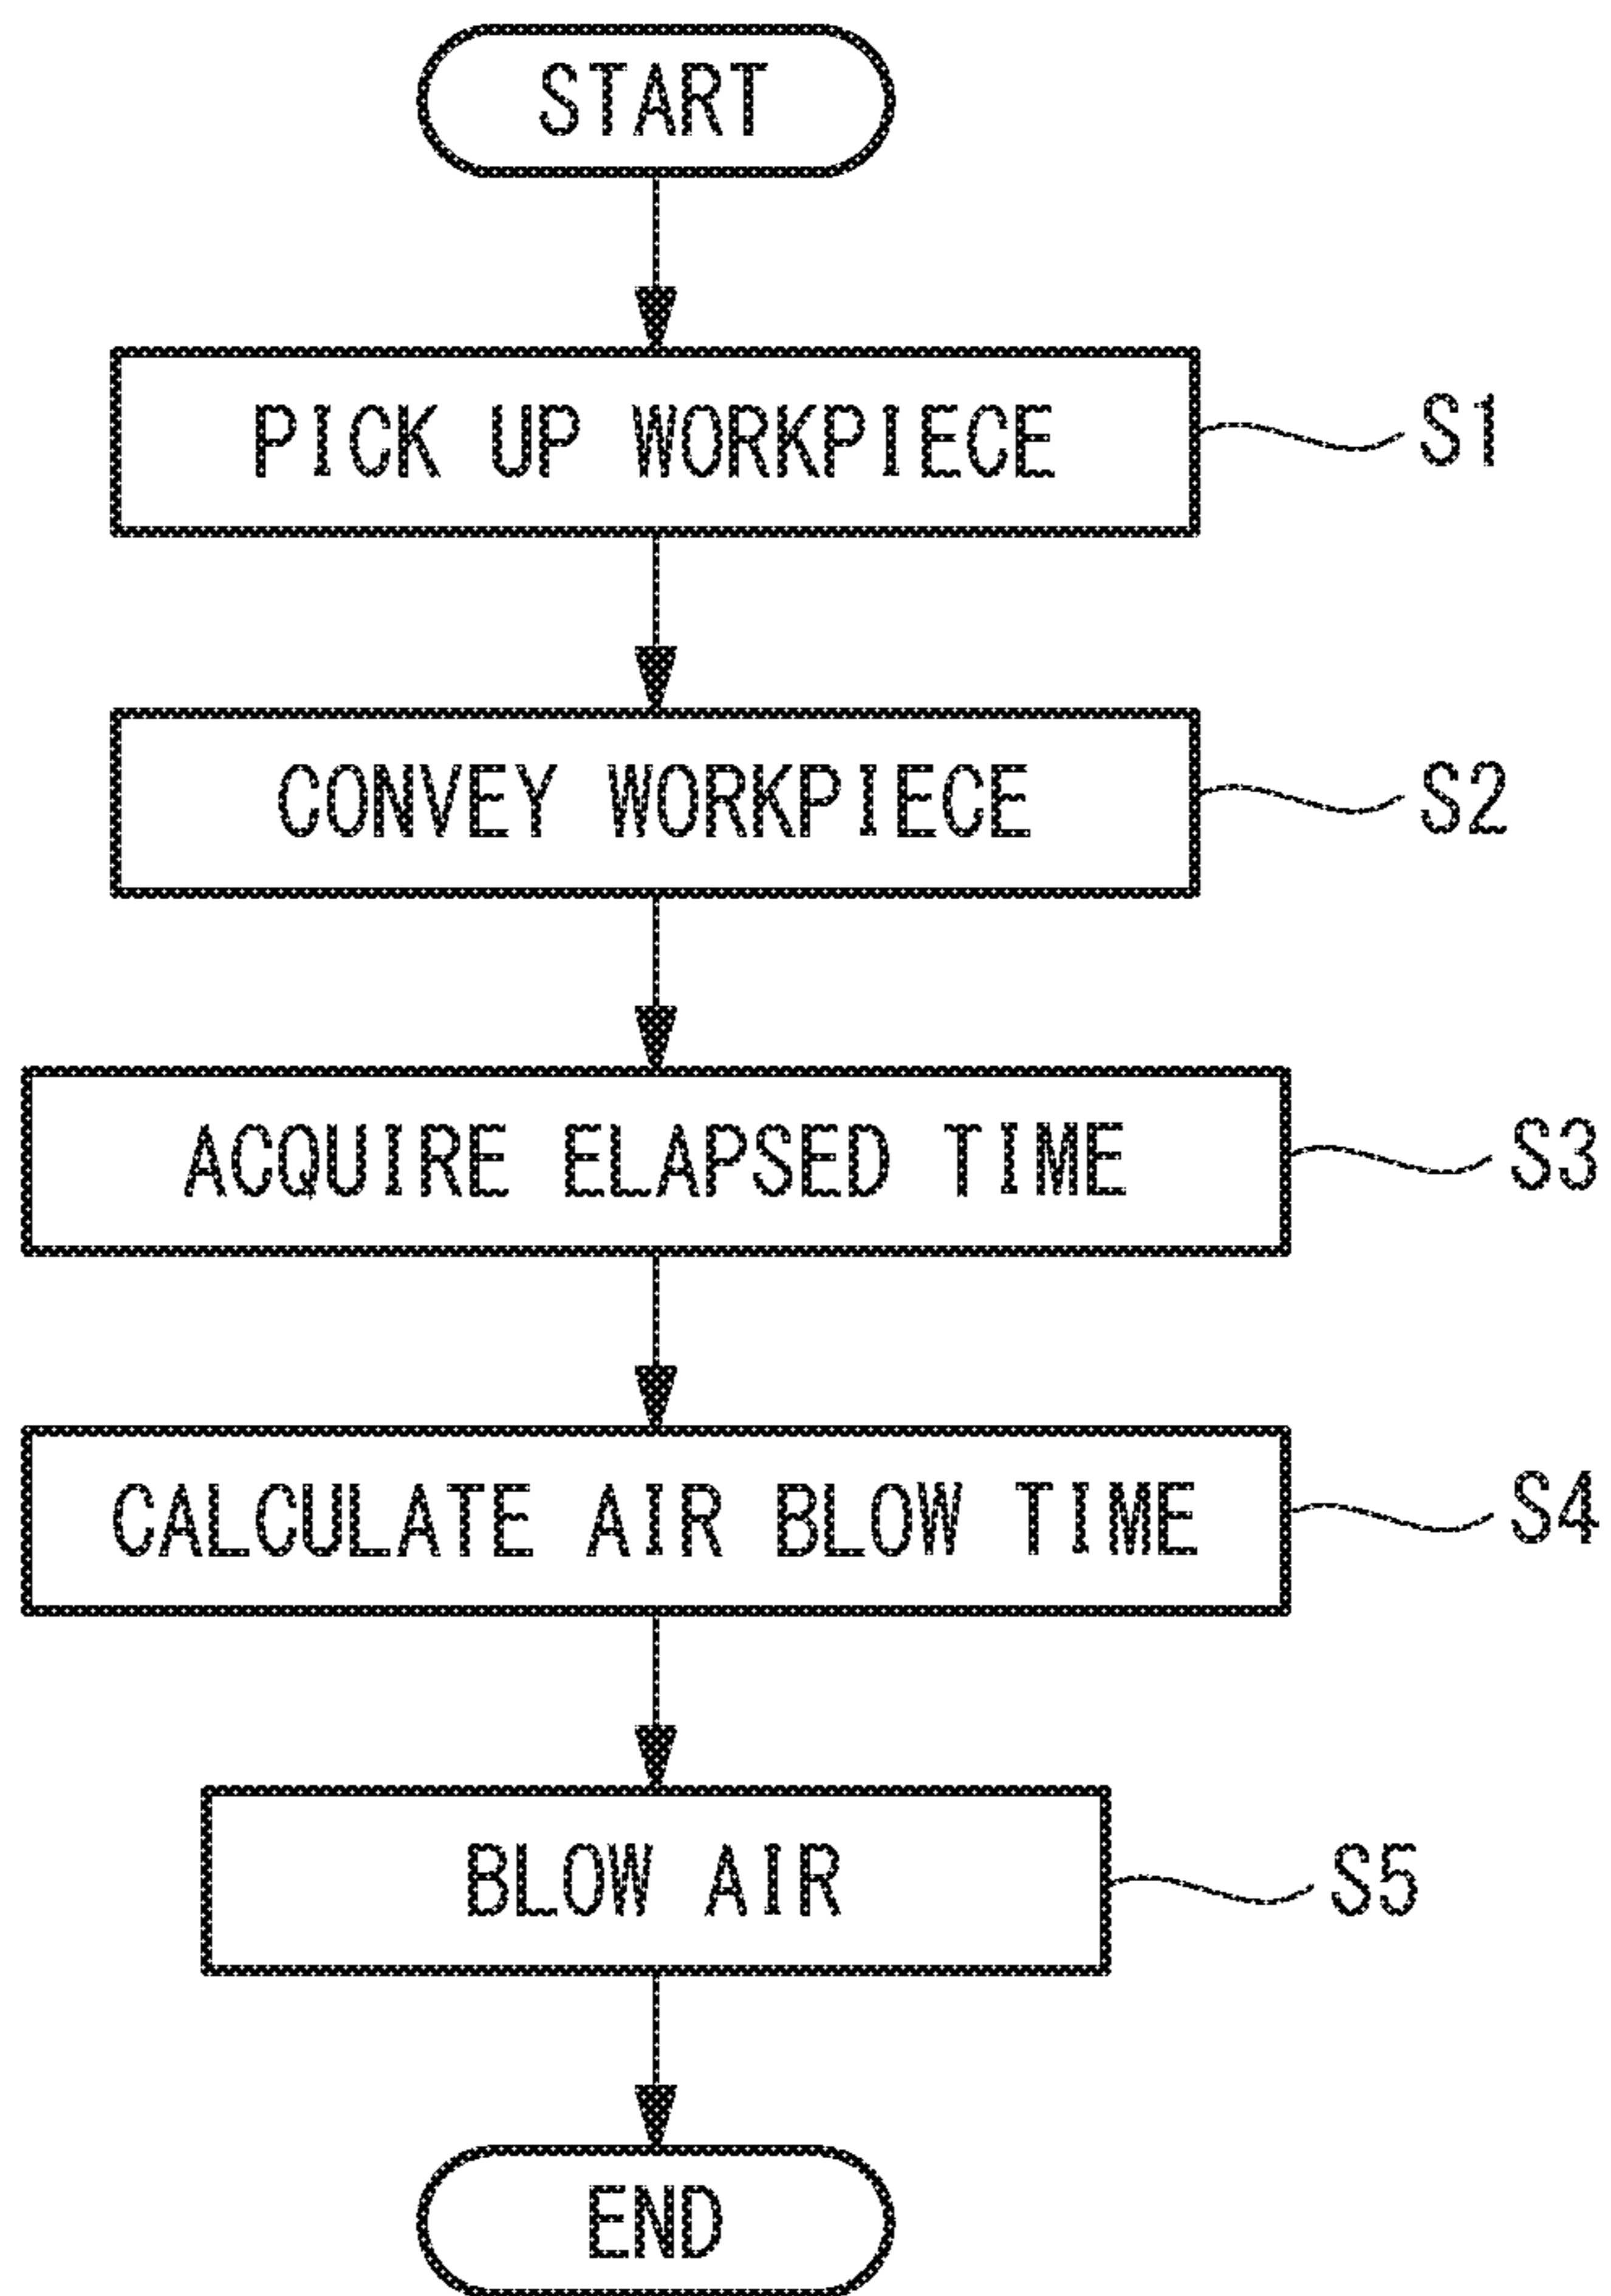 START
PICK UP WORKPIECE
S1
CONVEY WORKPIECE
S2
ACQUIRE ELAPSED TIME
S3
CALCULATE AIR BLOW TIME
S4
BLOW AIR
S5
END